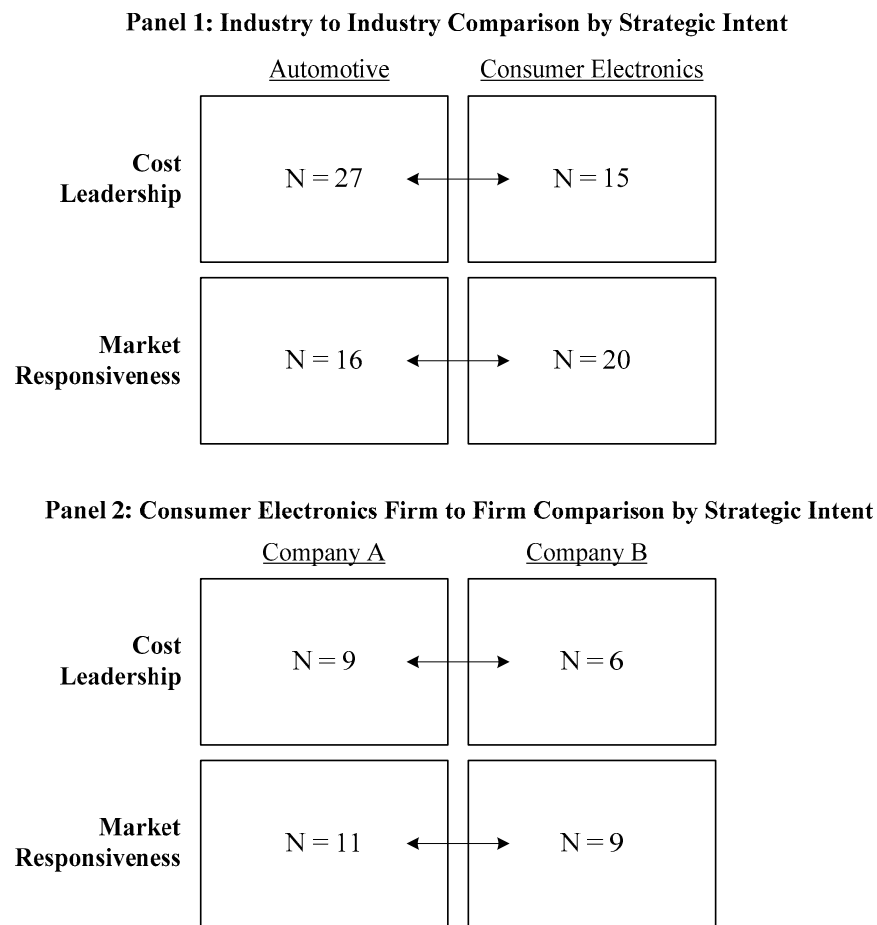 Panel 1: Industry to Industry Comparison by Strategic Intent
Automotive Consumer Electronics
Cost
Leadership
N = 27 N = 15
Market
Responsiveness
N = 16 N = 20
Panel 2: Consumer Electronics Firm to Firm Comparison by Strategic Intent
Company A Company B
Cost
Leadership
N = 9 N = 6
Market
Responsiveness
N = 11 N = 9